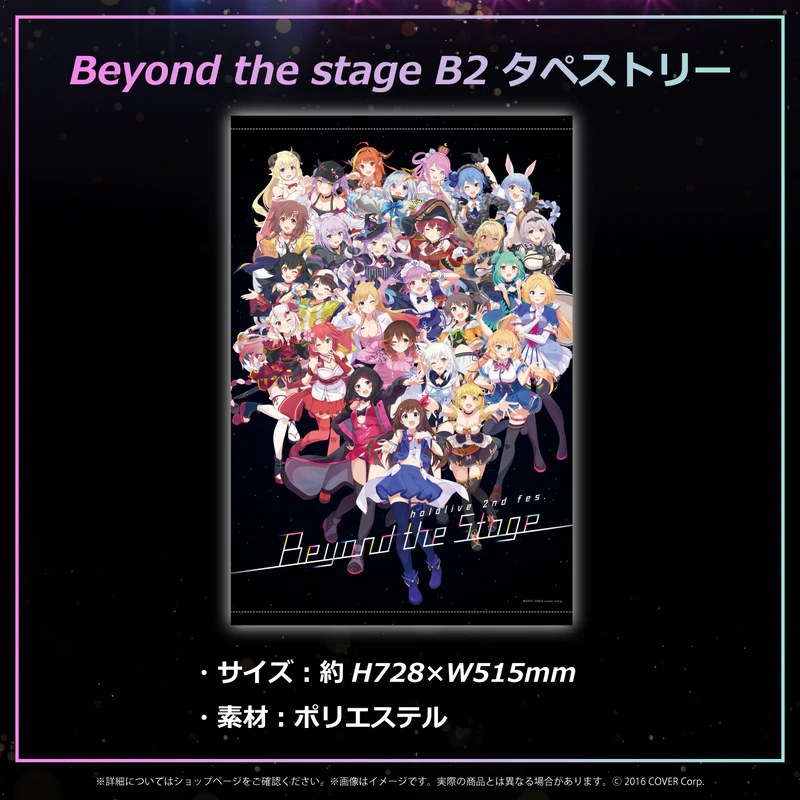 Beyond the stage B2 タペストリー
hololive 2nd fes.
Beyond the Stage
・サイズ：約 H728×W515mm
・素材：ポリエステル
※詳細についてはショップページをご確認ください。※画像はイメージです。実際の商品とは異なる場合があります。© 2016 COVER Corp.